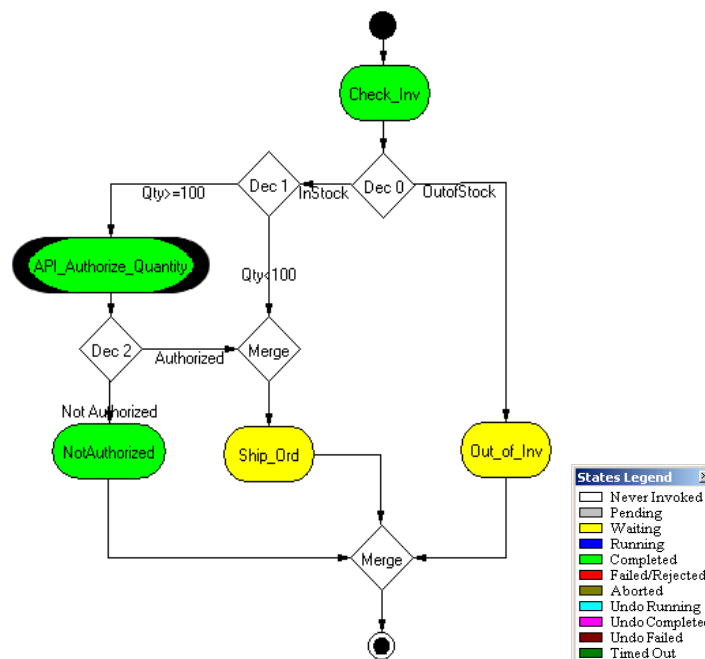 Check_Inv
Dec 1
Dec 0
Qty>=100
InStock
OutofStock
API_Authorize_Quantity
Qty<100
Dec 2
Authorized
Merge
Not Authorized
NotAuthorized
Ship_Ord
Out_of_Inv
Merge
States Legend
Never Invoked
Pending
Waiting
Running
Completed
Failed/Rejected
Aborted
Undo Running
Undo Completed
Undo Failed
Timed Out